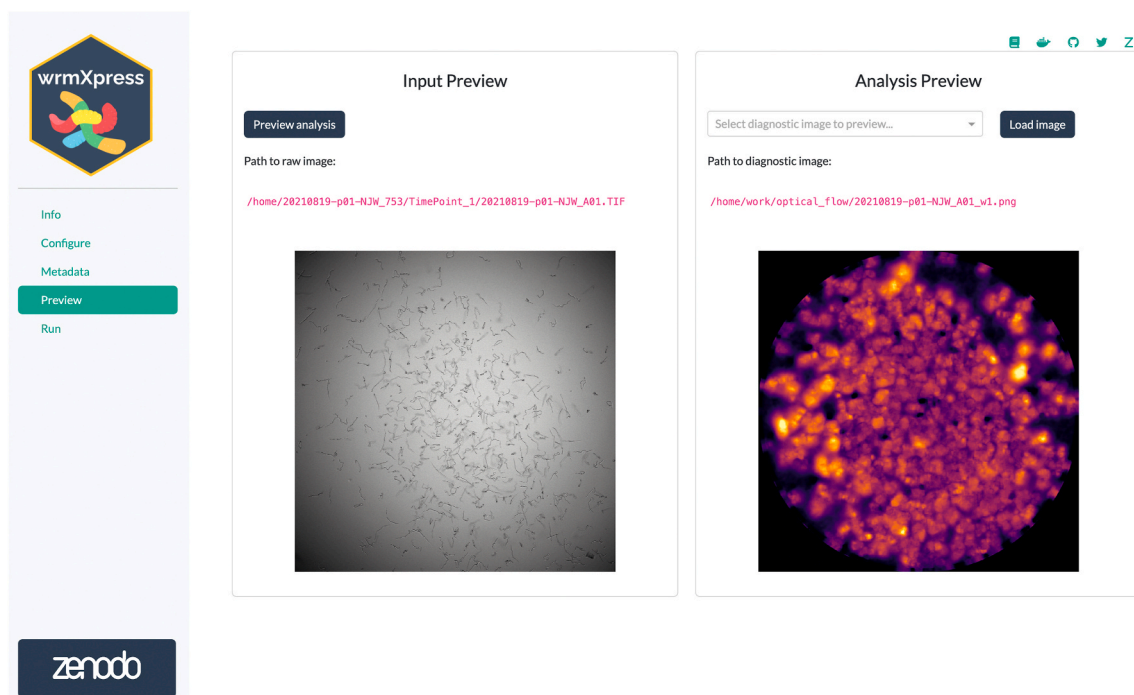 wrmXpress
Info
Configure
Metadata
Preview
Run
zenodo
Input Preview
Preview analysis
Path to raw image:
/home/20210819-p01-NJW_753/TimePoint_1/20210819-p01-NJW_A01.TIF
Analysis Preview
Select diagnostic image to preview...
Load image
Path to diagnostic image:
/home/work/optical_flow/20210819-p01-NJW_A01_w1.png
Z